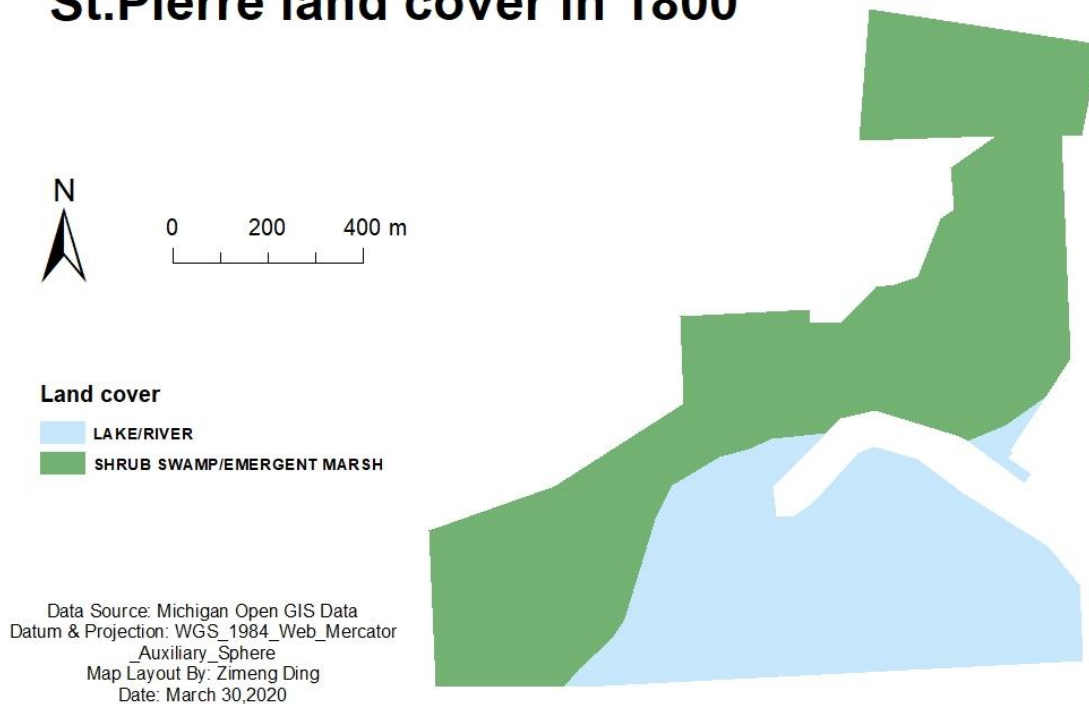 St.Pierre land cover in 1800
N
0 200 400 m
Land cover
LAKE/RIVER
SHRUB SWAMP/EMERGENT MARSH
Data Source: Michigan Open GIS Data
Datum & Projection: WGS_1984_Web_Mercator
_Auxiliary_Sphere
Map Layout By: Zimeng Ding
Date: March 30,2020